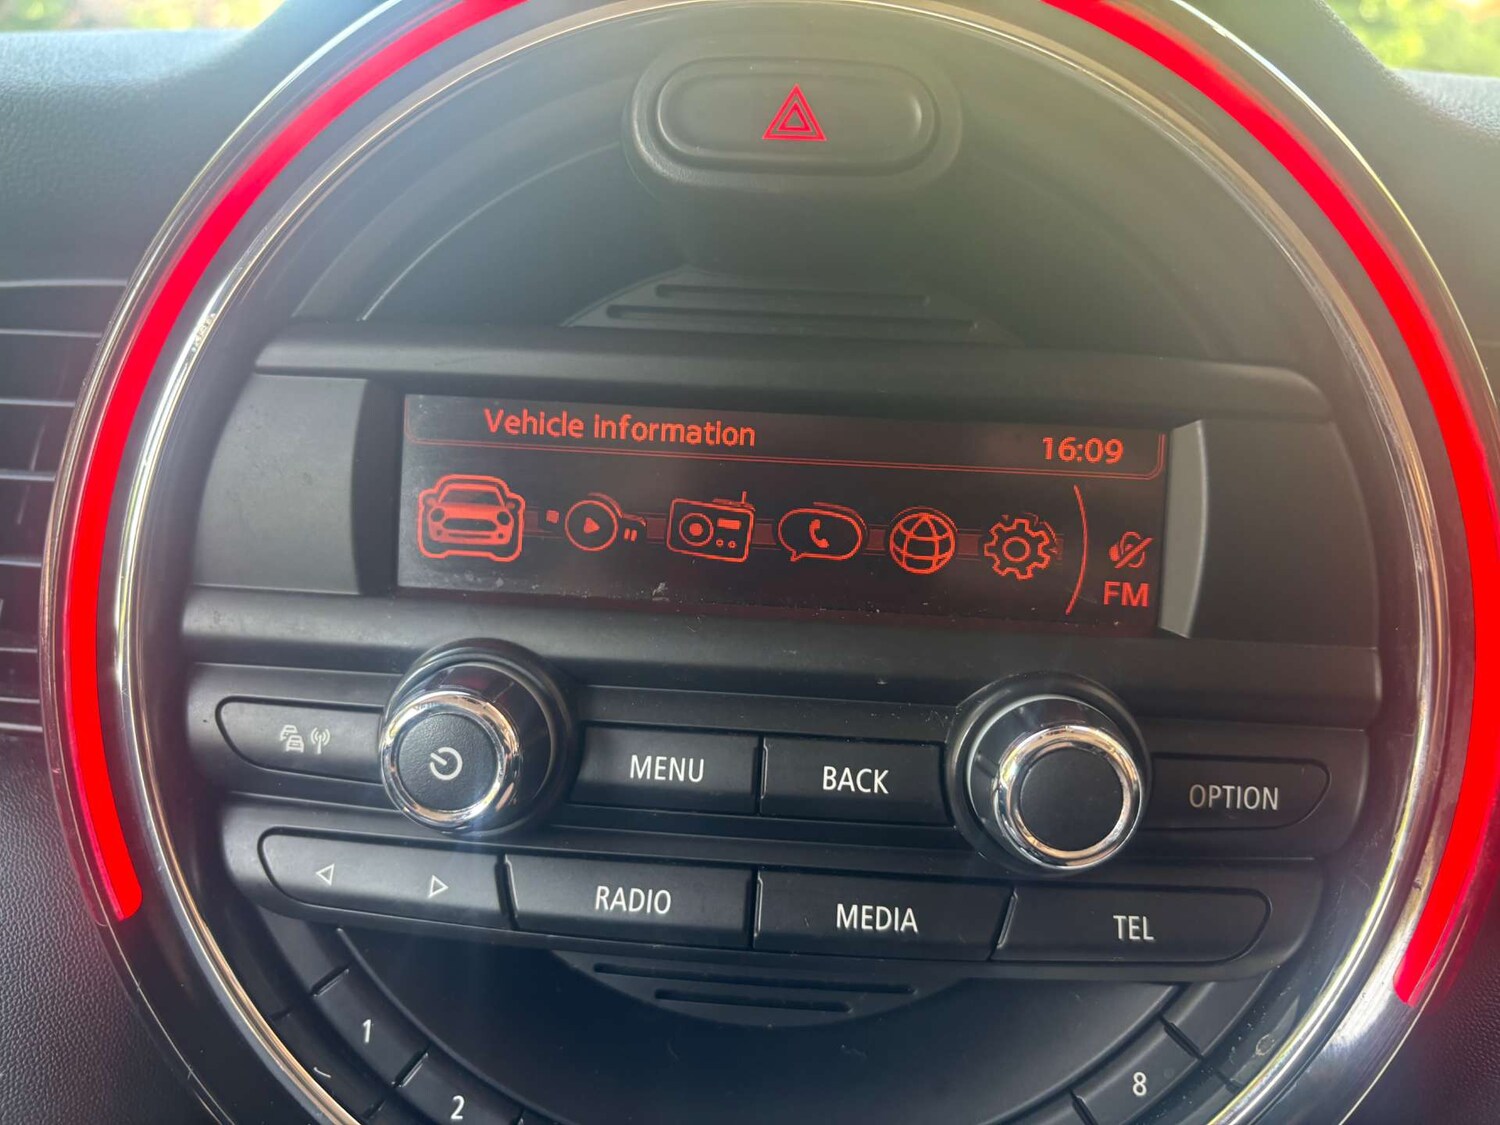 Vehicle information
16:09
FM
MENU
BACK
OPTION
RADIO
MEDIA
TEL
1
2
8